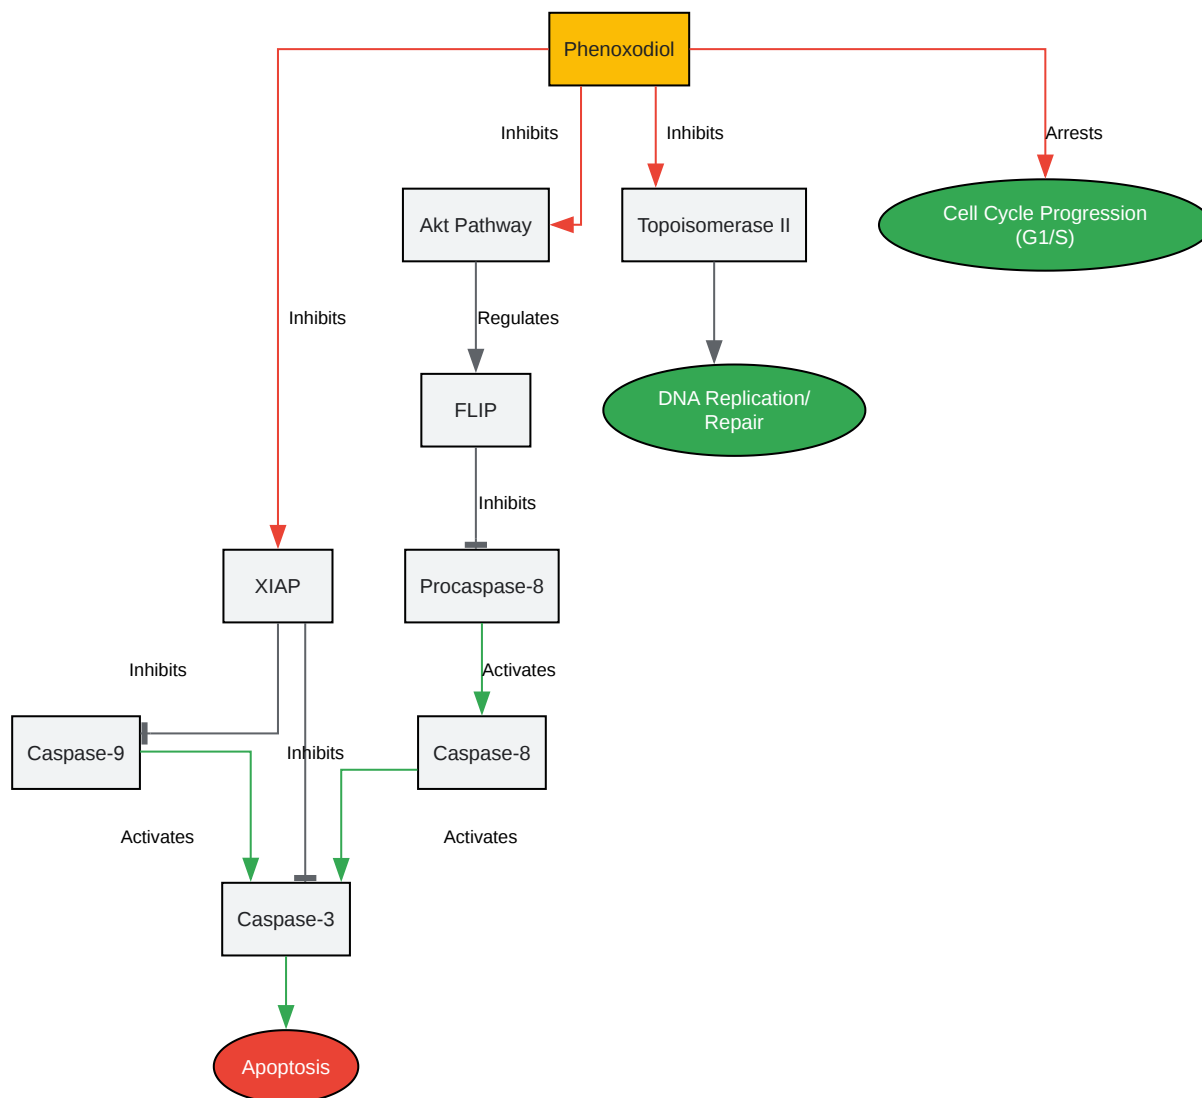 Phenoxodiol
Inhibits
Inhibits
Arrests
Akt Pathway
Topoisomerase II
Cell Cycle Progression
(G1/S)
Inhibits
Regulates
FLIP
DNA Replication/
Repair
Inhibits
XIAP
Procaspase-8
Inhibits
Activates
Caspase-9
Inhibits
Caspase-8
Activates
Activates
Caspase-3
Apoptosis